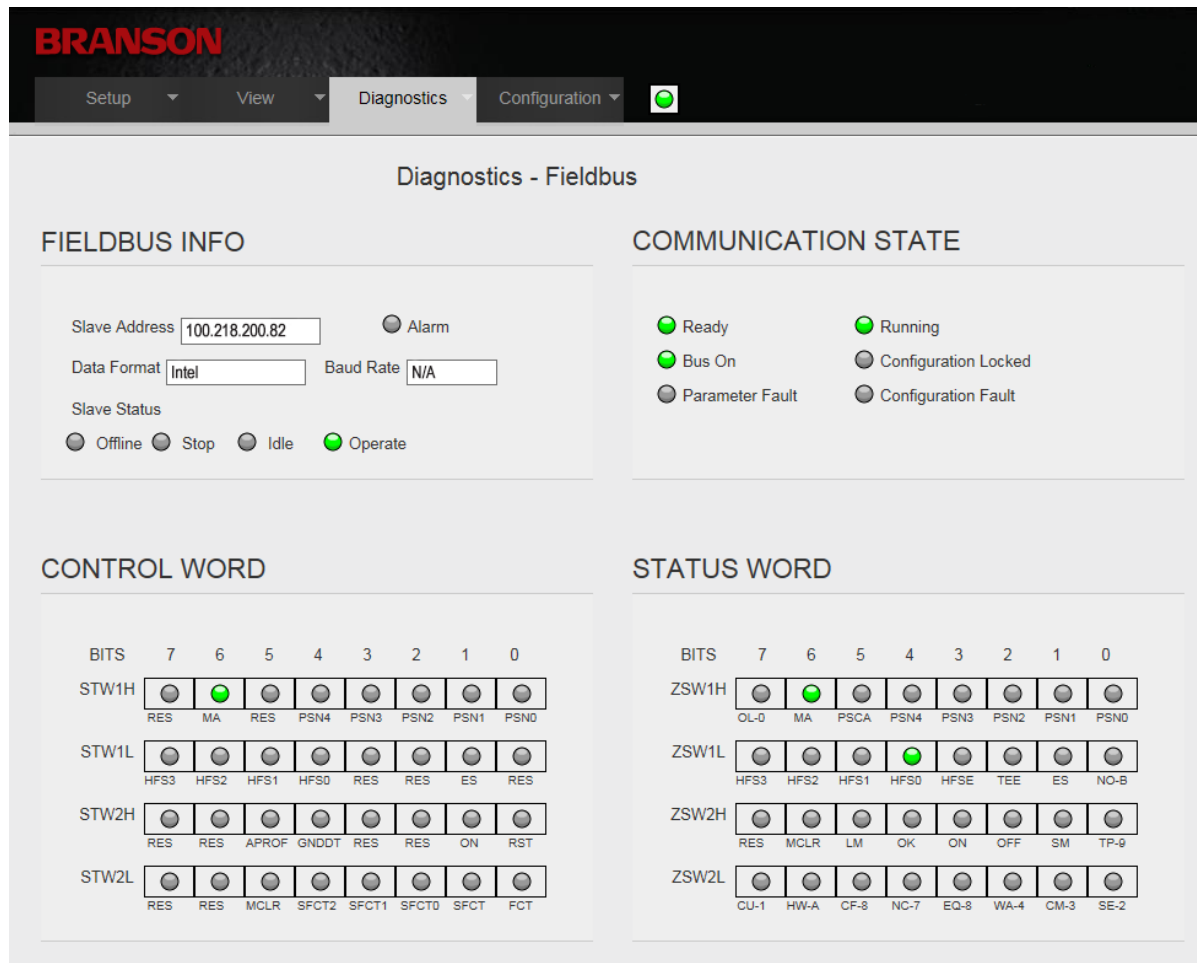 BRANSON
Setup View Diagnostics Configuration
Diagnostics - Fieldbus
FIELDBUS INFO
Slave Address 100.218.200.82 Alarm
Data Format Intel Baud Rate N/A
Slave Status
Offline Stop Idle Operate
COMMUNICATION STATE
Ready Running
Bus On Configuration Locked
Parameter Fault Configuration Fault
CONTROL WORD
BITS 7 6 5 4 3 2 1 0
STW1H
RES MA RES PSN4 PSN3 PSN2 PSN1 PSN0
STW1L
HFS3 HFS2 HFS1 HFS0 RES RES ES RES
STW2H
RES RES APROF GNDDT RES RES ON RST
STW2L
RES RES MCLR SFCT2 SFCT1 SFCT0 SFCT FCT
STATUS WORD
BITS 7 6 5 4 3 2 1 0
ZSW1H
OL-0 MA PSCA PSN4 PSN3 PSN2 PSN1 PSN0
ZSW1L
HFS3 HFS2 HFS1 HFS0 HFSE TEE ES NO-B
ZSW2H
RES MCLR LM OK ON OFF SM TP-9
ZSW2L
CU-1 HW-A CF-8 NC-7 EQ-8 WA-4 CM-3 SE-2